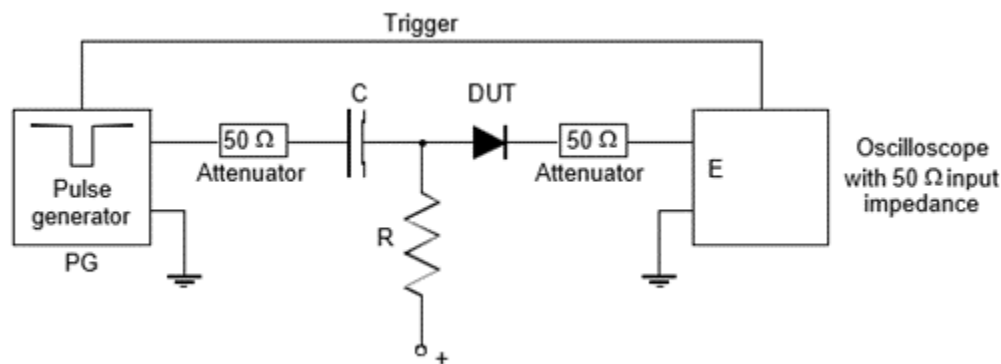 Trigger
C
DUT
50 Ω
Attenuator
50 Ω
Attenuator
Pulse
generator
PG
R
+
E
Oscilloscope
with 50 Ω input
impedance